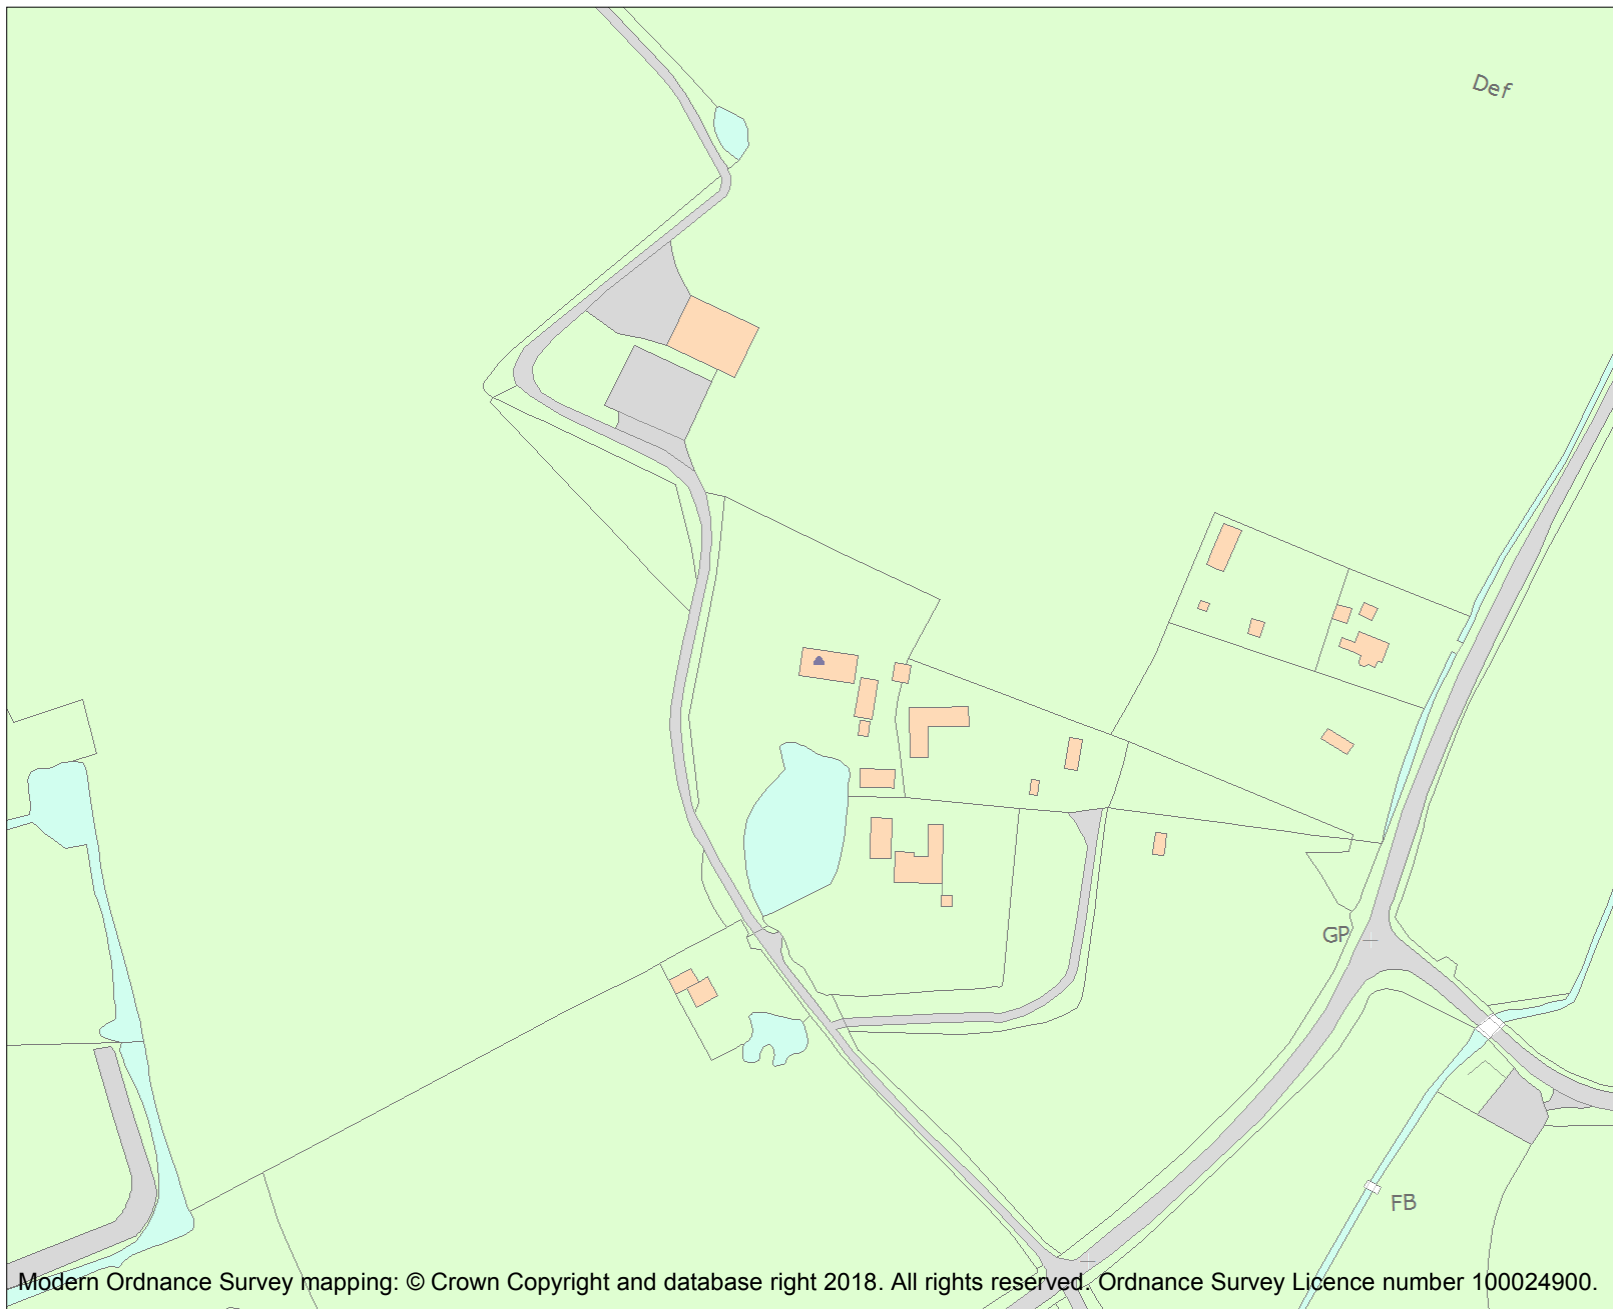 Def
GP
FB
Modern Ordnance Survey mapping: © Crown Copyright and database right 2018. All rights reserved. Ordnance Survey Licence number 100024900.